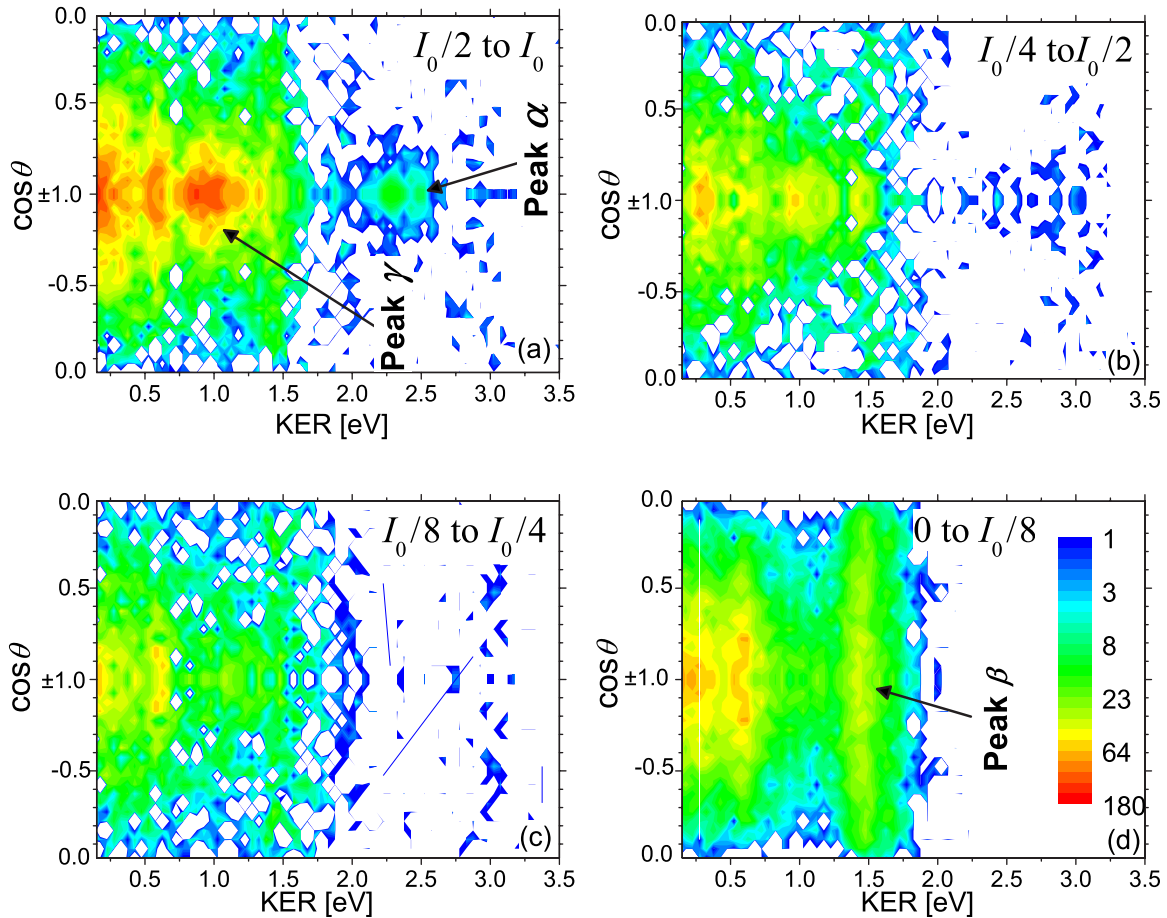 0.0
0.5
±1.0
-0.5
0.0
cosθ
I₀/2 to I₀
Peak α
Peak γ
(a)
0.5 1.0 1.5 2.0 2.5 3.0 3.5
KER [eV]
0.0
0.5
±1.0
-0.5
0.0
cosθ
I₀/4 to I₀/2
(b)
0.5 1.0 1.5 2.0 2.5 3.0 3.5
KER [eV]
0.0
0.5
±1.0
-0.5
0.0
cosθ
I₀/8 to I₀/4
(c)
0.5 1.0 1.5 2.0 2.5 3.0 3.5
KER [eV]
0.0
0.5
±1.0
-0.5
0.0
cosθ
0 to I₀/8
Peak β
1
3
8
23
64
180
(d)
0.5 1.0 1.5 2.0 2.5 3.0 3.5
KER [eV]